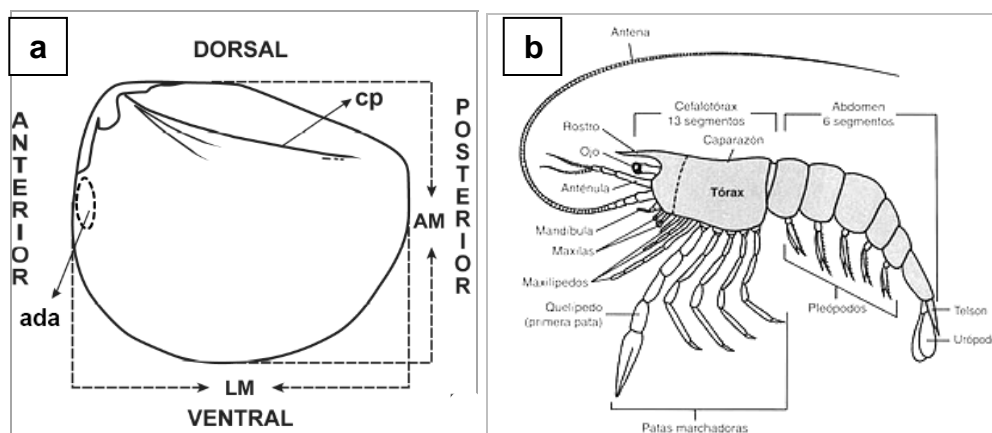 a
DORSAL
cp
ANTERIOR
POSTERIOR
AM
ada
LM
VENTRAL
b
Antena
Cefalotórax
13 segmentos
Abdomen
6 segmentos
Rostro
Caparazón
Ojo
Tórax
Anténula
Mandíbula
Maxilas
Maxilípedos
Quelípedo
(primera pata)
Pleópodos
Telson
Urópod
Patas marchadoras